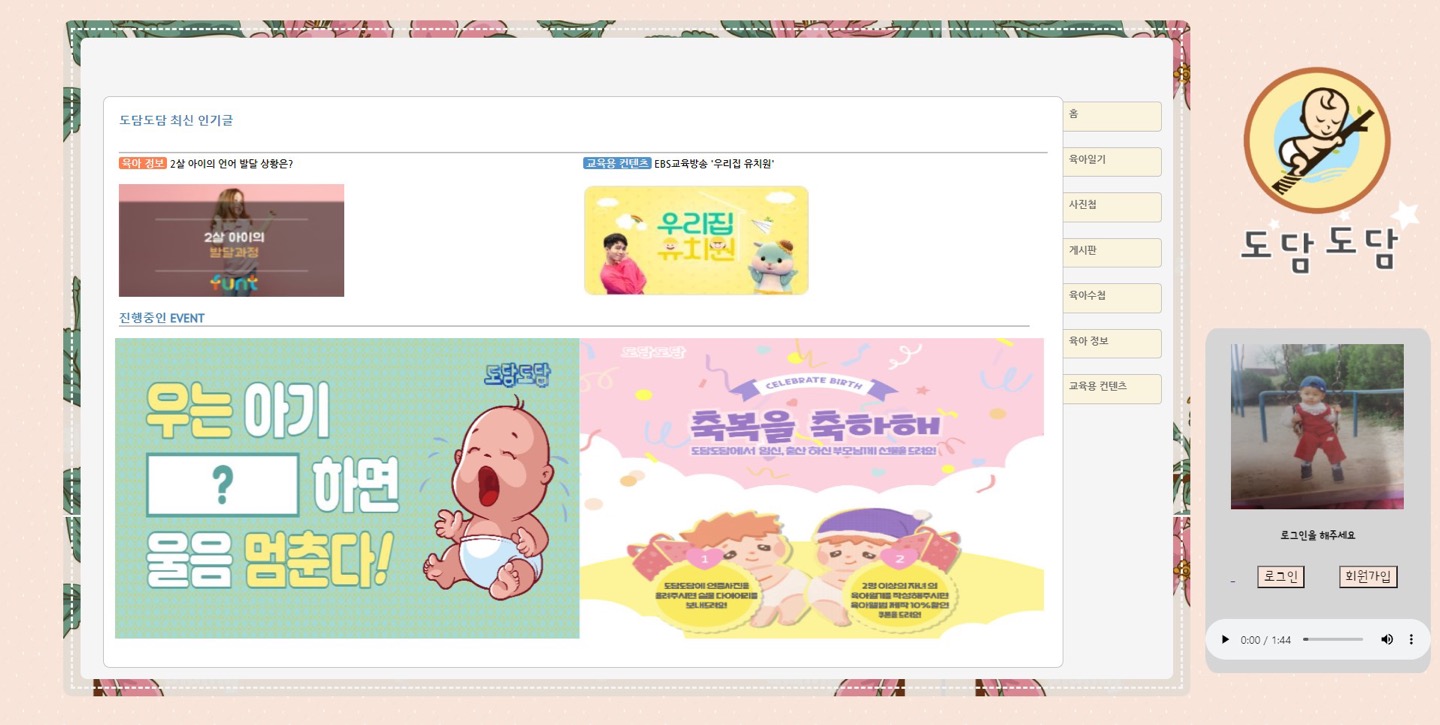 도담도담 최신 인기글
육아 정보 2살 아이의 언어 발달 상황은?
교육용 컨텐츠 EBS교육방송 '우리집 유치원'
2살 아이의
발달과정
funt
우리집
유치원
진행중인 EVENT
도담도담
우는 아기
? 하면
울음 멈춘다!
도담도담
CELEBRATE BIRTH
축복을 축하해
도담도담에서 임신, 출산 하신 부모님께 선물을 드려요!
1
도담도담에 인증사진을
올려주시면 실물 다이어리를
보내드려요!
2
2명 이상의 자녀의
육아일기를 작성해주시면
육아앨범 제작 10%할인
쿠폰을 드려요!
홈
육아일기
사진첩
게시판
육아수첩
육아 정보
교육용 컨텐츠
도담도담
로그인을 해주세요
로그인 회원가입
0:00 / 1:44